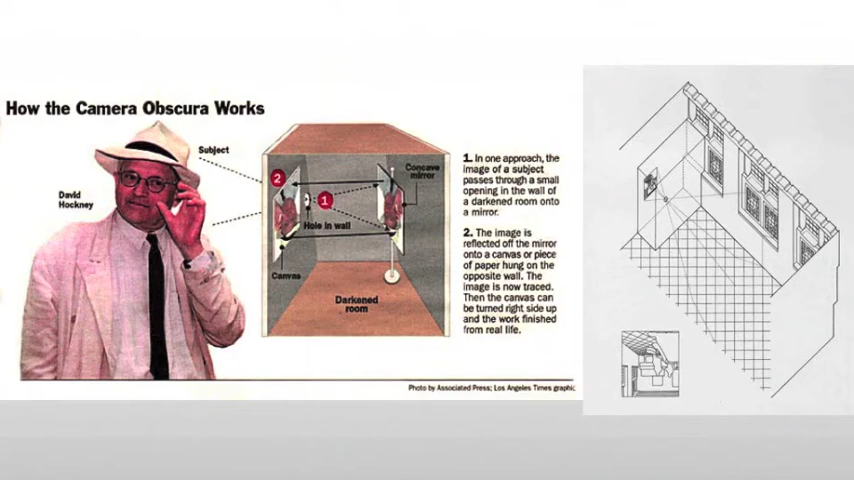 How the Camera Obscura Works
Subject
David
Hockney
2
1
Concave
mirror
Hole in wall
Canvas
Darkened
room
1. In one approach, the
image of a subject
passes through a small
opening in the wall of
a darkened room onto
a mirror.
2. The image is
reflected off the mirror
onto a canvas or piece
of paper hung on the
opposite wall. The
image is now traced.
Then the canvas can
be turned right side up
and the work finished
from real life.
Photo by Associated Press; Los Angeles Times graphic